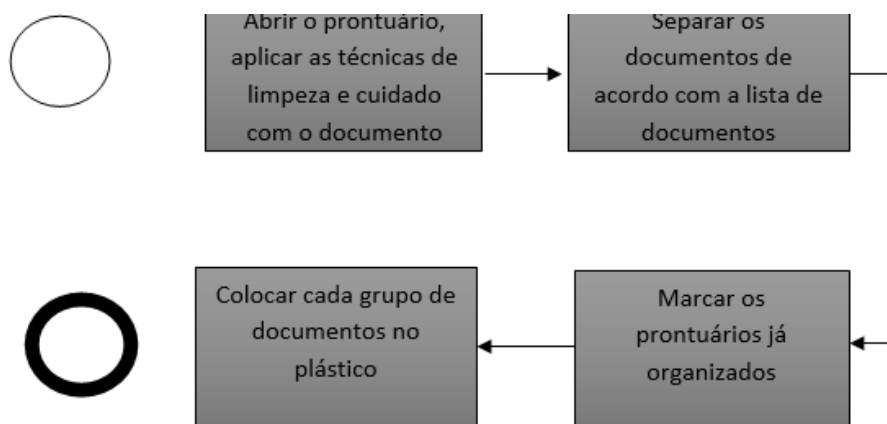 Abrir o prontuário,
aplicar as técnicas de
limpeza e cuidado
com o documento
Separar os
documentos de
acordo com a lista de
documentos
Colocar cada grupo de
documentos no
plástico
Marcar os
prontuários já
organizados